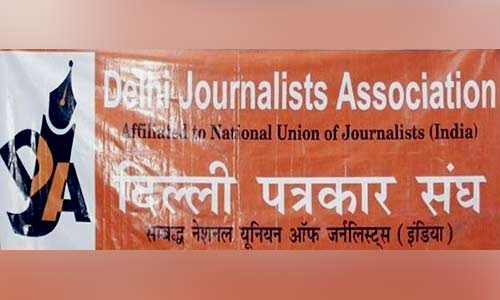 DJA
Delhi Journalists Association
Affiliated to National Union of Journalists (India)
दिल्ली पत्रकार संघ
सम्बद्ध नेशनल यूनियन ऑफ जर्नलिस्ट्स ( इंडिया )